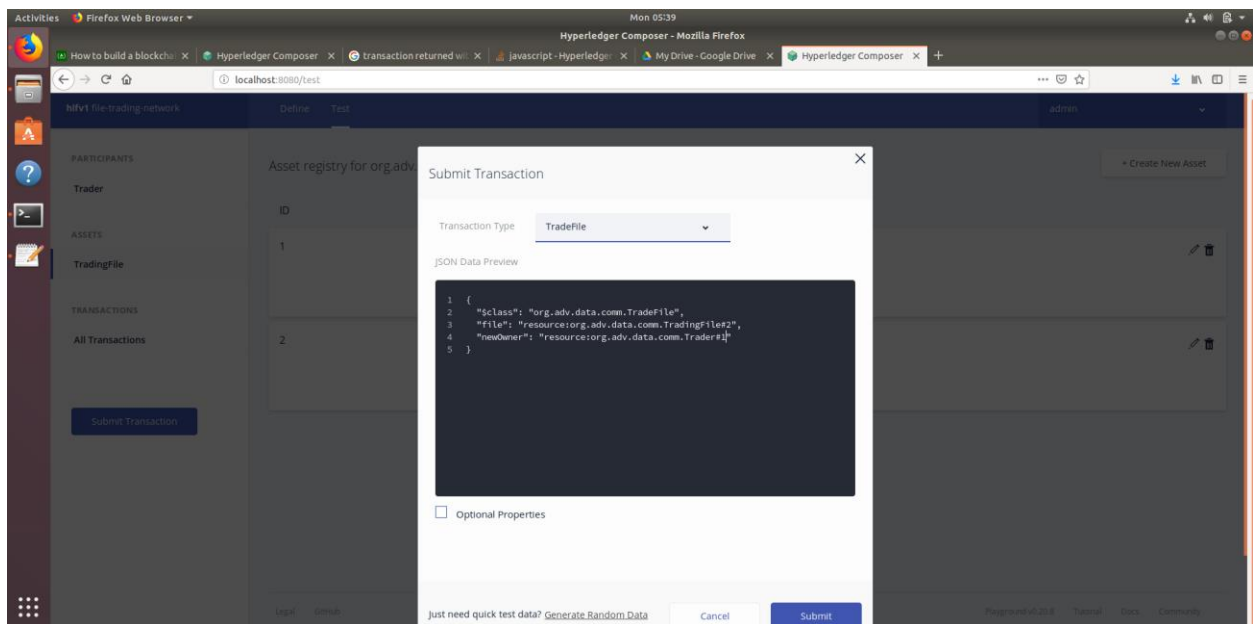 Activities Firefox Web Browser Mon 05:39
Hyperledger Composer - Mozilla Firefox
How to build a blockchai Hyperledger Composer transaction returned wit javascript - Hyperledger My Drive - Google Drive Hyperledger Composer
localhost:8080/test
hlfv1 file-trading-network Define Test admin
PARTICIPANTS
Trader
ASSETS
TradingFile
TRANSACTIONS
All Transactions
Submit Transaction
Asset registry for org.adv. + Create New Asset
ID
1
2
Submit Transaction
Transaction Type TradeFile
JSON Data Preview
1 {
2 "$class": "org.adv.data.comm.TradeFile",
3 "file": "resource:org.adv.data.comm.TradingFile#2",
4 "newOwner": "resource:org.adv.data.comm.Trader#1"
5 }
Optional Properties
Just need quick test data? Generate Random Data Cancel Submit
Legal GitHub Tutorial Docs Community